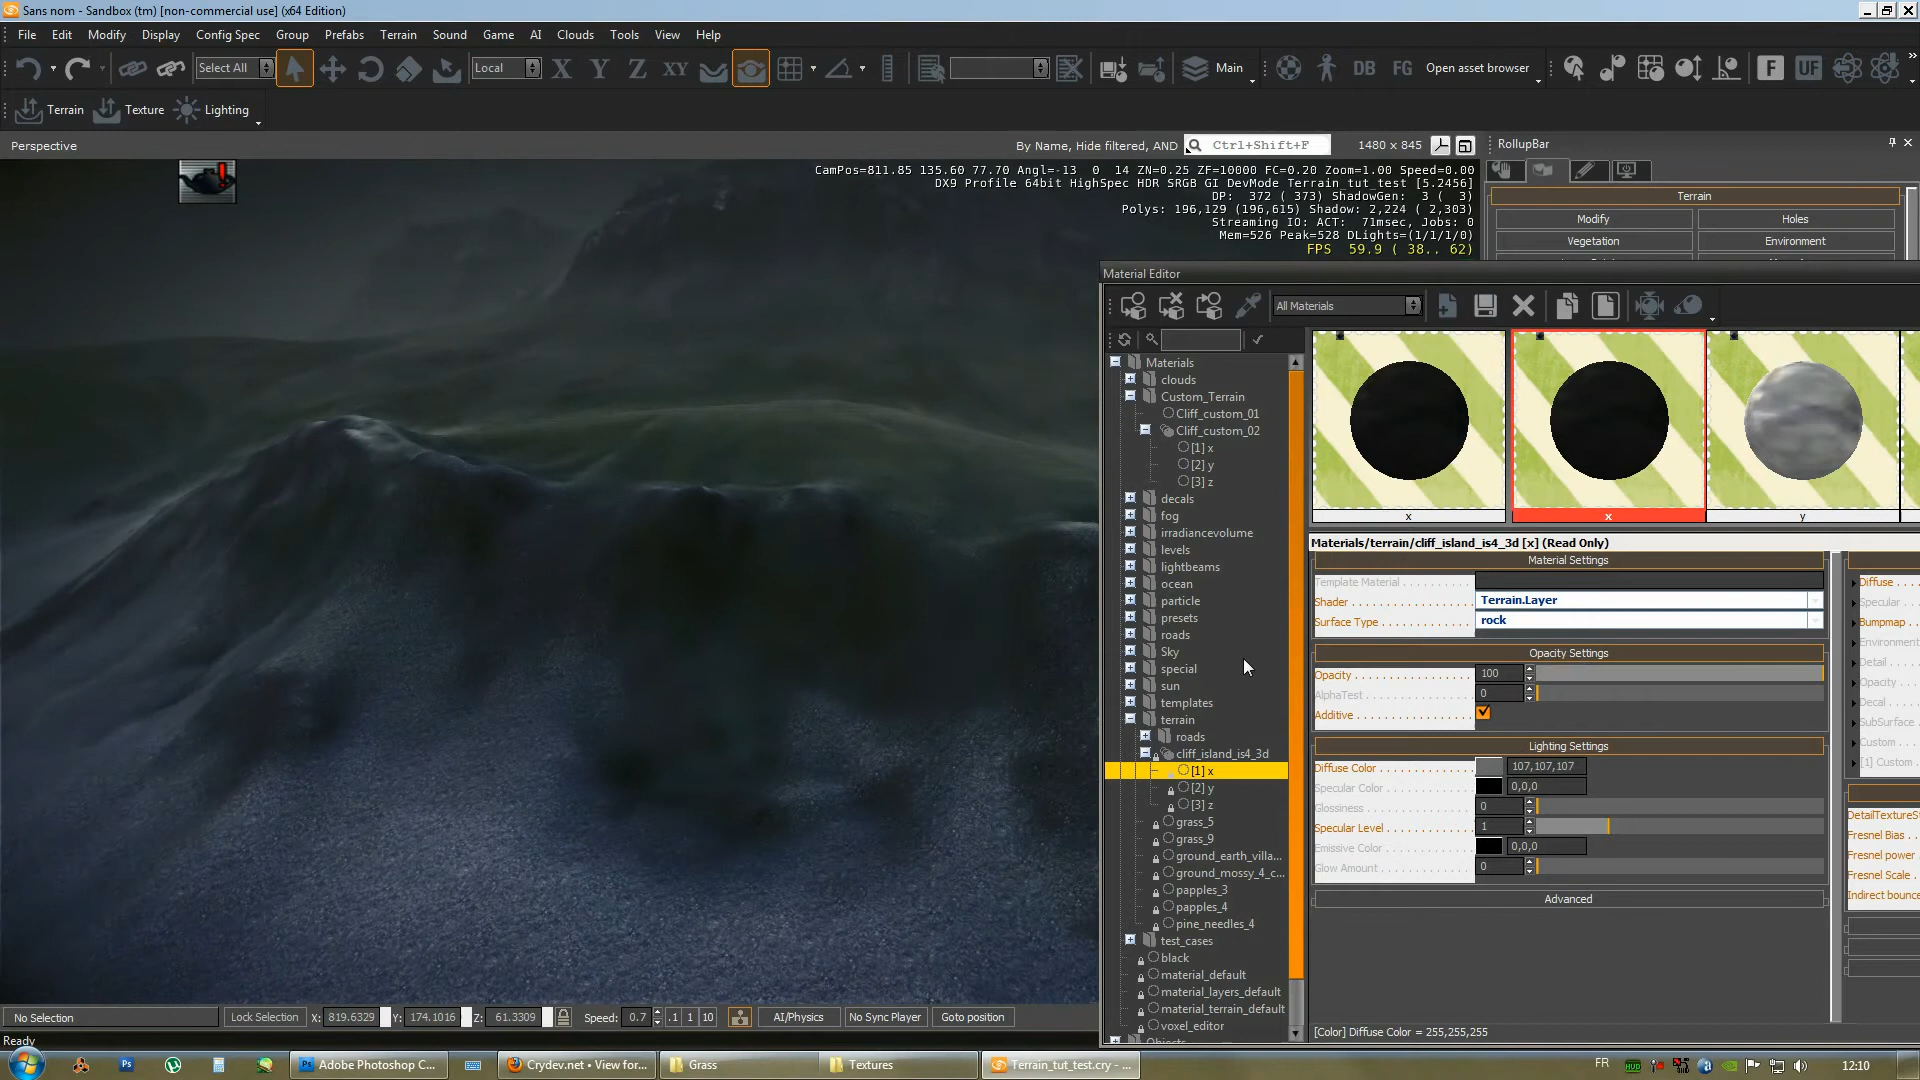 Sans nom - Sandbox (tm) [non-commercial use] (x64 Edition)
File Edit Modify Display Config Spec Group Prefabs Terrain Sound Game AI Clouds Tools View Help
Select All Local X Y Z XY Main DB FG Open asset browser F UF
Terrain Texture Lighting
Perspective By Name, Hide filtered, AND Ctrl+Shift+F 1480 x 845 RollupBar
CamPos=811.85 135.60 77.70 Angl=-13 0 14 ZN=0.25 ZF=10000 FC=0.20 Zoom=1.00 Speed=0.00
DX9 Profile 64bit HighSpec HDR SRGB GI DevMode Terrain_tut_test [5.2456]
DP: 372 ( 373) ShadowGen: 3 ( 3)
Polys: 196,129 (196,615) Shadow: 2,224 ( 2,303)
Streaming IO: ACT: 71msec, Jobs: 0
Mem=526 Peak=528 DLights=(1/1/1/0)
FPS 59.9 ( 38.. 62)
Terrain
Modify Holes
Vegetation Environment
Material Editor
All Materials
Materials
clouds
Custom_Terrain
Cliff_custom_01
Cliff_custom_02
[1] x
[2] y
[3] z
decals
fog
irradiancevolume
levels
lightbeams
ocean
particle
presets
roads
Sky
special
sun
templates
terrain
roads
cliff_island_is4_3d
[1] x
[2] y
[3] z
grass_5
grass_9
ground_earth_villa...
ground_mossy_4_c...
papples_3
papples_4
pine_needles_4
test_cases
black
material_default
material_layers_default
material_terrain_default
voxel_editor
Objects
x x y
Materials/terrain/cliff_island_is4_3d [x] (Read Only)
Material Settings
Template Material
Shader Terrain.Layer
Surface Type rock
Opacity Settings
Opacity 100
AlphaTest 0
Additive
Lighting Settings
Diffuse Color 107,107,107
Specular Color 0,0,0
Glossiness 0
Specular Level 1
Emissive Color 0,0,0
Glow Amount 0
Advanced
Diffuse
Specular
Bumpmap
Environment
Detail
Opacity
Decal
SubSurface
Custom
[1] Custom
DetailTextureS
Fresnel Bias
Fresnel power
Fresnel Scale
Indirect bounce
[Color] Diffuse Color = 255,255,255
No Selection Lock Selection X: 819.6329 Y: 174.1016 Z: 61.3309 Speed: 0.7 .1 1 10 AI/Physics No Sync Player Goto position
Ready
Ps Ps Adobe Photoshop C... Crydev.net • View for... Grass Textures Terrain_tut_test.cry - ... FR 12:10